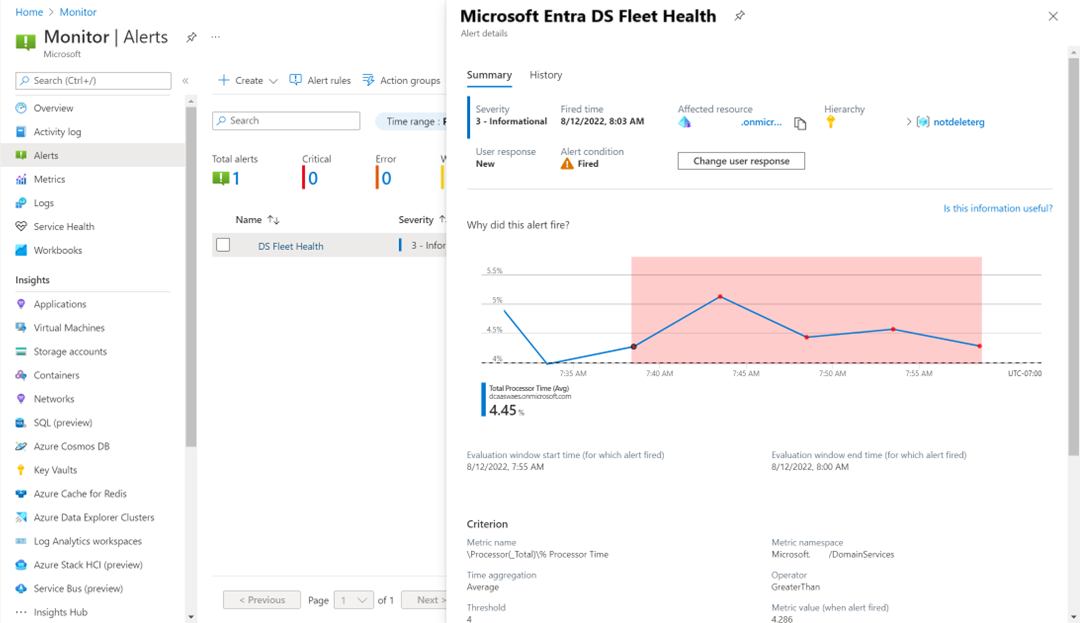 Home > Monitor
Monitor | Alerts
Microsoft
Search (Ctrl+/)
Overview
Activity log
Alerts
Metrics
Logs
Service Health
Workbooks
Insights
Applications
Virtual Machines
Storage accounts
Containers
Networks
SQL (preview)
Azure Cosmos DB
Key Vaults
Azure Cache for Redis
Azure Data Explorer Clusters
Log Analytics workspaces
Azure Stack HCI (preview)
Service Bus (preview)
Insights Hub
Create Alert rules Action groups
Search
Time range :
Total alerts Critical Error
1 0 0
Name Severity
DS Fleet Health 3 - Infor
< Previous Page 1 of 1 Next >
Microsoft Entra DS Fleet Health
Alert details
Summary History
Severity Fired time Affected resource Hierarchy
3 - Informational 8/12/2022, 8:03 AM .onmicr... > notdeleterg
User response Alert condition
New Fired
Change user response
Is this information useful?
Why did this alert fire?
5.5%
5%
4.5%
4%
7:35 AM 7:40 AM 7:45 AM 7:50 AM 7:55 AM UTC-07:00
Total Processor Time (Avg)
dcaaswaes.onmicrosoft.com
4.45 %
Evaluation window start time (for which alert fired) Evaluation window end time (for which alert fired)
8/12/2022, 7:55 AM 8/12/2022, 8:00 AM
Criterion
Metric name Metric namespace
\Processor(_Total)\% Processor Time Microsoft. /DomainServices
Time aggregation Operator
Average GreaterThan
Threshold Metric value (when alert fired)
4 4.286